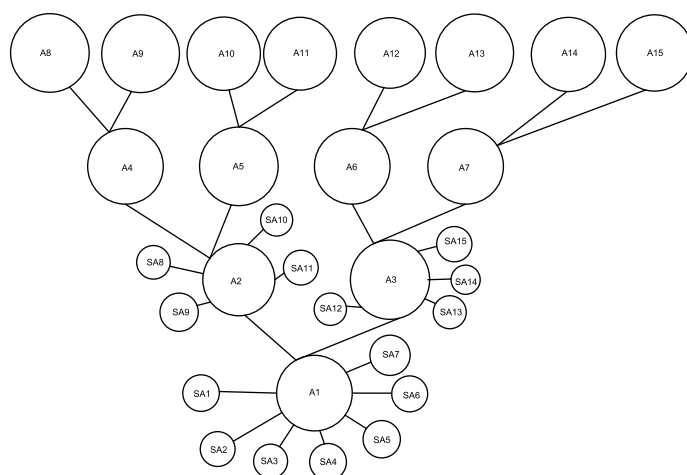 A8 A9 A10 A11 A12 A13 A14 A15
A4 A5 A6 A7
SA10
SA15
SA8 SA11
A2 A3 SA14
SA9 SA12 SA13
SA7
SA1 A1 SA6
SA5
SA2
SA3 SA4